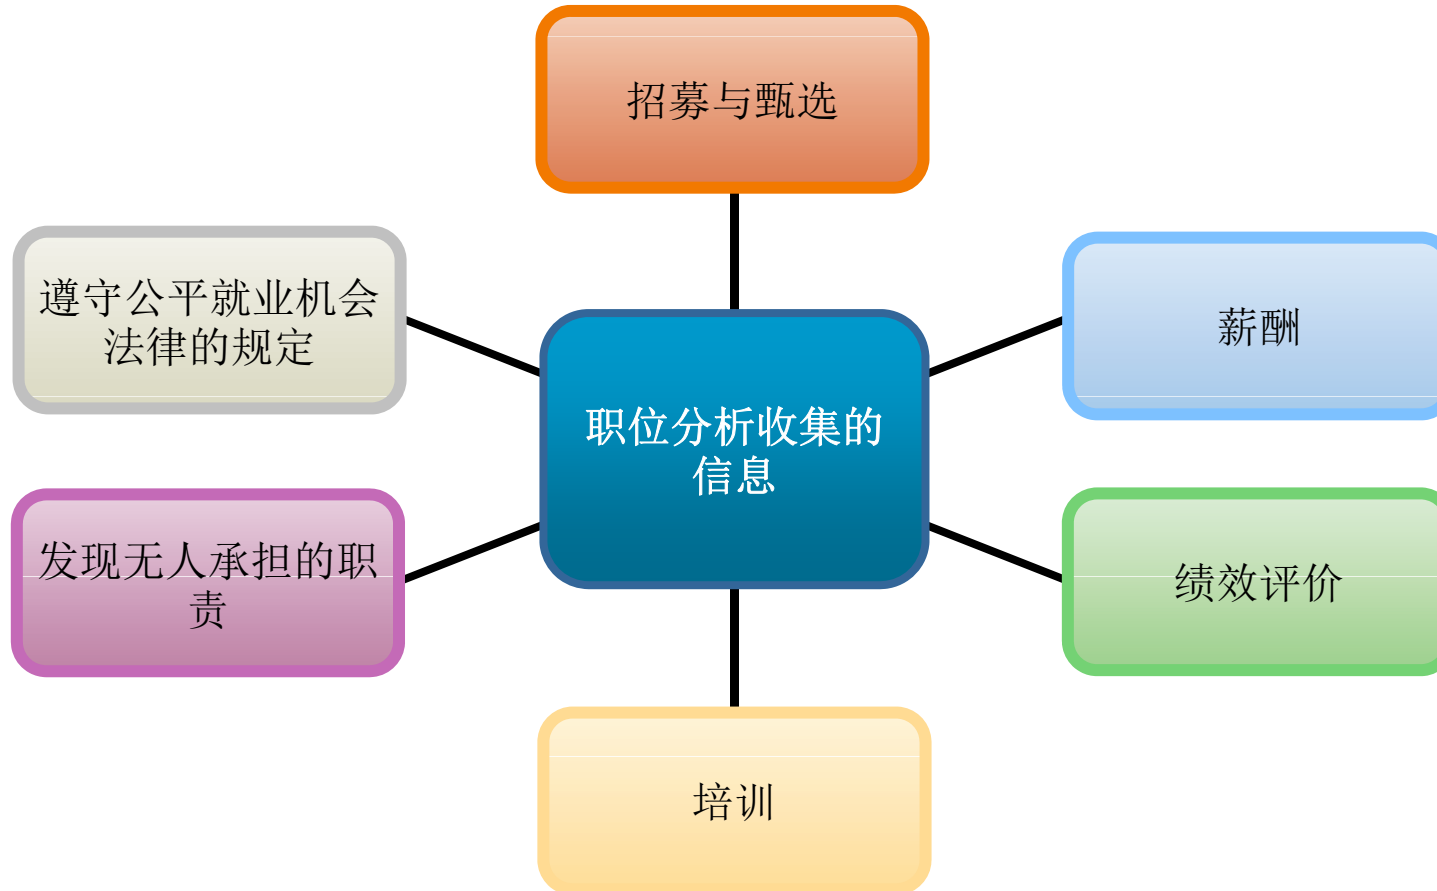 招募与甄选
遵守公平就业机会
法律的规定
薪酬
职位分析收集的
信息
发现无人承担的职
责
绩效评价
培训